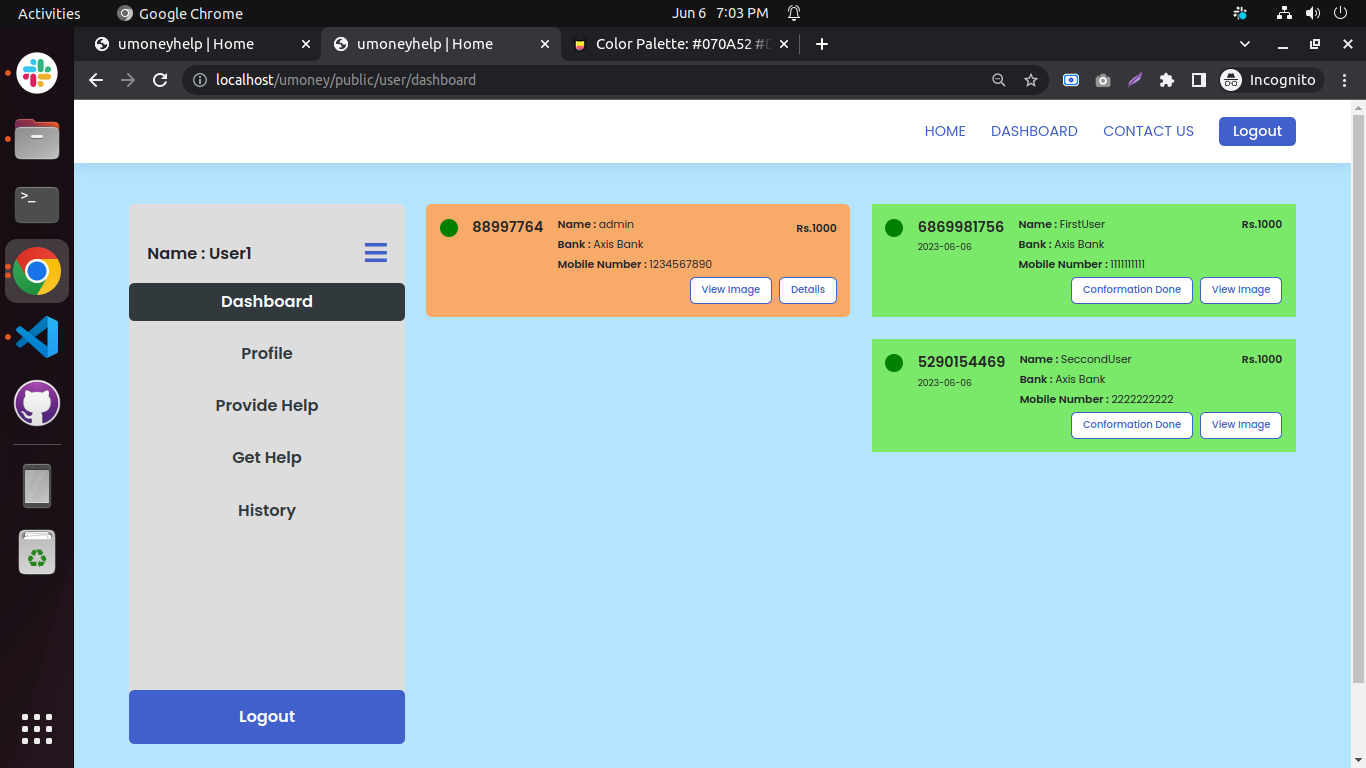 Activities
Google Chrome
Jun 6 7:03 PM
umoneyhelp | Home
umoneyhelp | Home
Color Palette: #070A52 #D
localhost/umoney/public/user/dashboard
Incognito
HOME
DASHBOARD
CONTACT US
Logout
Name : User1
Dashboard
Profile
Provide Help
Get Help
History
Logout
88997764
Name : admin
Rs.1000
Bank : Axis Bank
Mobile Number : 1234567890
View Image
Details
6869981756
2023-06-06
Name : FirstUser
Rs.1000
Bank : Axis Bank
Mobile Number : 1111111111
Conformation Done
View Image
5290154469
2023-06-06
Name : SeccondUser
Rs.1000
Bank : Axis Bank
Mobile Number : 2222222222
Conformation Done
View Image